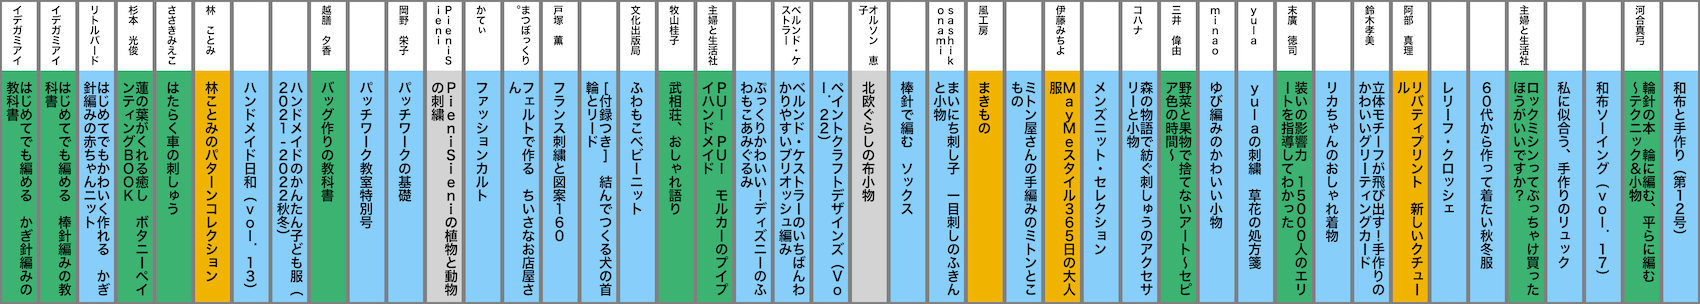 イデガミアイ
はじめてでも編める　かぎ針編みの
教科書
イデガミアイ
はじめてでも編める　棒針編みの教
科書
リトルバード
はじめてでもかわいく作れる　かぎ
針編みの赤ちゃんニット
杉本　光俊
蓮の葉がくれる癒し　ボタニーペイ
ンティングBOOK
ささきみえこ
はたらく車の刺しゅう
林　ことみ
林ことみのパターンコレクション
ハンドメイド日和（vol．13）
ハンドメイドのかんたん子ども服（
2021-2022秋冬）
越膳　夕香
バッグ作りの教科書
パッチワーク教室特別号
岡野　栄子
パッチワークの基礎
PieniS
ieni
PieniSieniの植物と動物
の刺繍
かてぃ
ファッションカルト
まつぼっくり
。
フェルトで作る　ちいさなお店屋さ
ん
戸塚　薫
フランス刺繍と図案160
[付録つき]　結んでつくる犬の首
輪とリード
文化出版局
ふわもこベビーニット
牧山桂子
武相荘、おしゃれ語り
主婦と生活社
PUI　PUI　モルカーのプイプ
イハンドメイド
ぷっくりかわいいーディズニーのふ
わもこあみぐるみ
ベルンド・ケ
ストラー
ベルンド・ケストラーのいちばんわ
かりやすいブリオッシュ編み
ペイントクラフトデザインズ（Vo
l．22）
オルソン　恵
子
北欧ぐらしの布小物
棒針で編む　ソックス
sashik
onami
まいにち刺し子　一目刺しのふきん
と小物
風工房
まきもの
ミトン屋さんの手編みのミトンとこ
もの
伊藤みちよ
MayMeスタイル365日の大人
服
メンズニット・セレクション
コハナ
森の物語で紡ぐ刺しゅうのアクセサ
リーと小物
三井　偉由
野菜と果物で捨てないアート～セピ
ア色の時間～
minao
ゆび編みのかわいい小物
yula
yulaの刺繍　草花の処方箋
末廣　徳司
装いの影響力　15000人のエリ
ートを指導してわかった
リカちゃんのおしゃれ着物
鈴木孝美
立体モチーフが飛び出す！手作りの
かわいいグリーティングカード
阿部　真理
リバティプリント　新しいクチュー
ル
レリーフ・クロッシェ
60代から作って着たい秋冬服
主婦と生活社
ロックミシンってぶっちゃけ買った
ほうがいいですか？
私に似合う、手作りのリュック
和布ソーイング（vol．17）
河合真弓
輪針の本　輪に編む、平らに編む
～テクニック＆小物
和布と手作り（第12号）